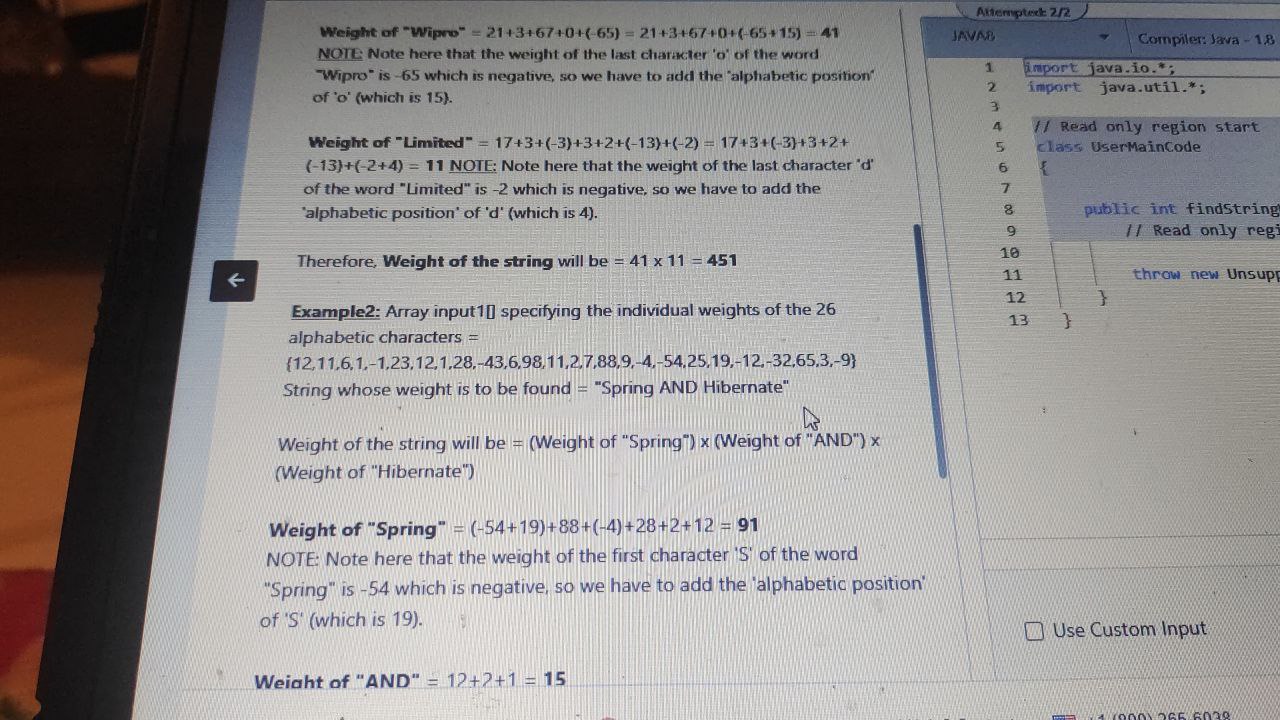 Weight of "Wipro" = 21+3+67+0+(-65) = 21+3+67+0+(-65+15) = 41
NOTE: Note here that the weight of the last character 'o' of the word
"Wipro" is -65 which is negative, so we have to add the 'alphabetic position'
of 'o' (which is 15).
Weight of "Limited" = 17+3+(-3)+3+2+(-13)+(-2) = 17+3+(-3)+3+2+
(-13)+(-2+4) = 11 NOTE: Note here that the weight of the last character 'd'
of the word "Limited" is -2 which is negative, so we have to add the
'alphabetic position' of 'd' (which is 4).
Therefore, Weight of the string will be = 41 x 11 = 451
Example2: Array input1[] specifying the individual weights of the 26
alphabetic characters =
{12,11,6,1,-1,23,12,1,28,-43,6,98,11,2,7,88,9,-4,-54,25,19,-12,-32,65,3,-9}
String whose weight is to be found = "Spring AND Hibernate"
Weight of the string will be = (Weight of "Spring") x (Weight of "AND") x
(Weight of "Hibernate")
Weight of "Spring" = (-54+19)+88+(-4)+28+2+12 = 91
NOTE: Note here that the weight of the first character 'S' of the word
"Spring" is -54 which is negative, so we have to add the 'alphabetic position'
of 'S' (which is 19).
Weight of "AND" = 12+2+1 = 15
Attempted: 2/2
JAVA8
Compiler: Java - 1.8
1 import java.io.*;
2 import java.util.*;
3
4 // Read only region start
5 class UserMainCode
6 {
7
8 public int findString
9 // Read only regi
10
11 throw new Unsupp
12 }
13 }
Use Custom Input